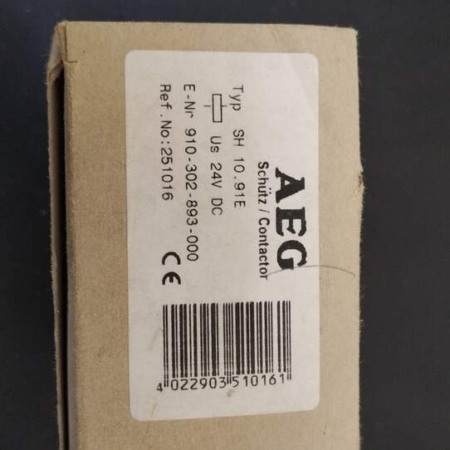 AEG
Schütz / Contactor
Typ SH 10.91E
Us 24V DC
E-Nr 910-302-893-000
Ref.No:251016
CE
4 022903 510161